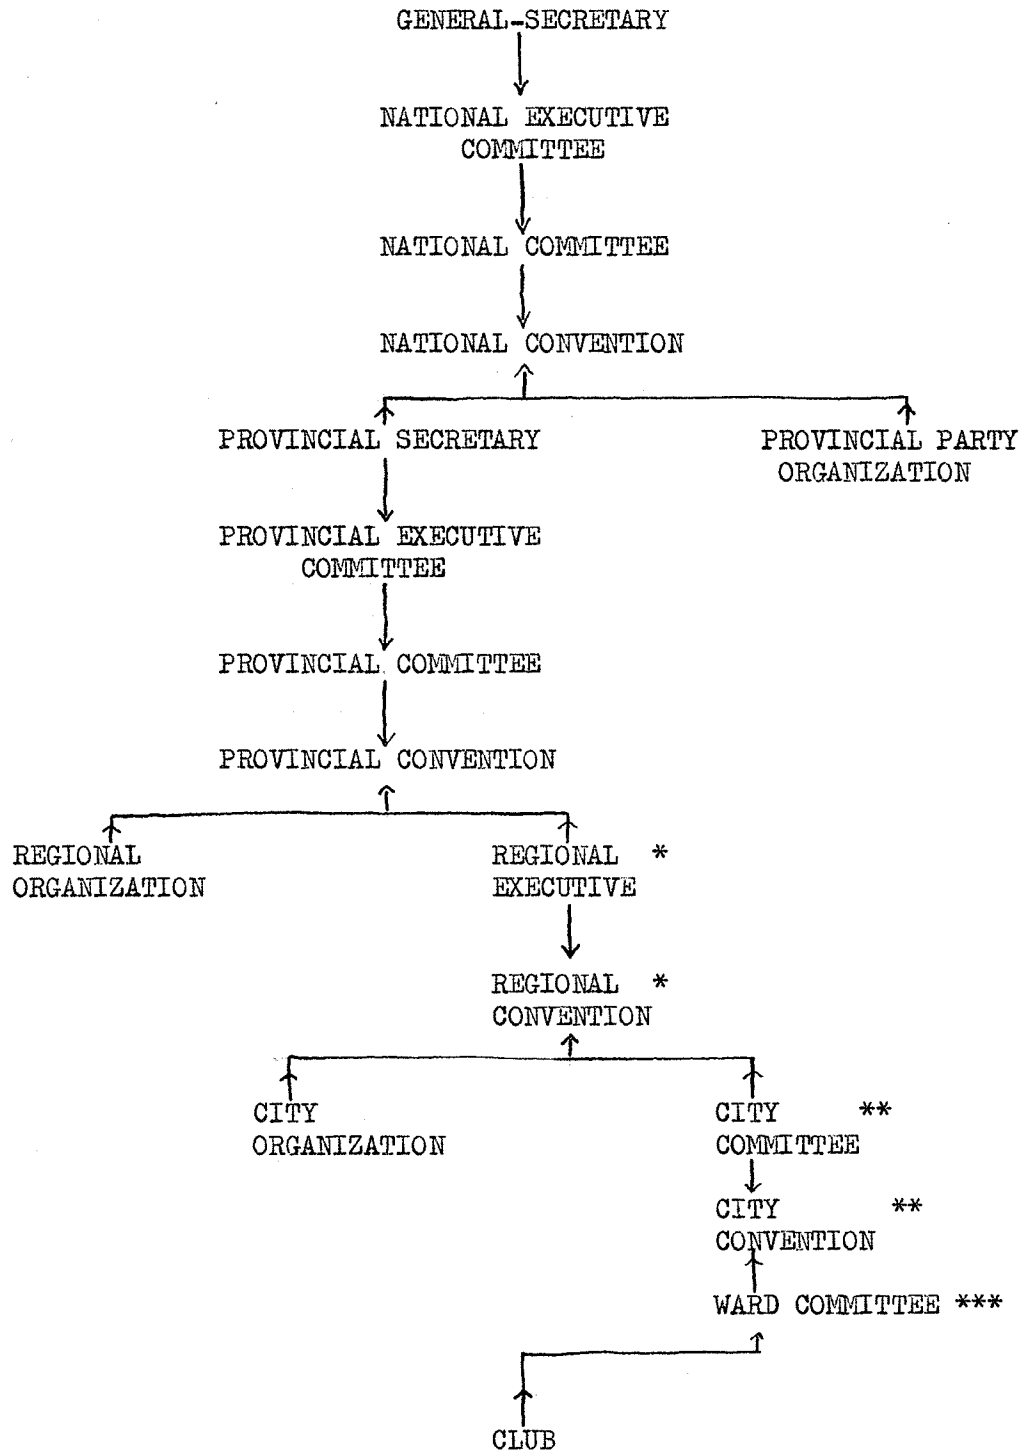 GENERAL-SECRETARY
NATIONAL EXECUTIVE
COMMITTEE
NATIONAL COMMITTEE
NATIONAL CONVENTION
PROVINCIAL SECRETARY
PROVINCIAL PARTY
ORGANIZATION
PROVINCIAL EXECUTIVE
COMMITTEE
PROVINCIAL COMMITTEE
PROVINCIAL CONVENTION
REGIONAL
ORGANIZATION
REGIONAL *
EXECUTIVE
REGIONAL *
CONVENTION
CITY
ORGANIZATION
CITY **
COMMITTEE
CITY **
CONVENTION
WARD COMMITTEE ***
CLUB